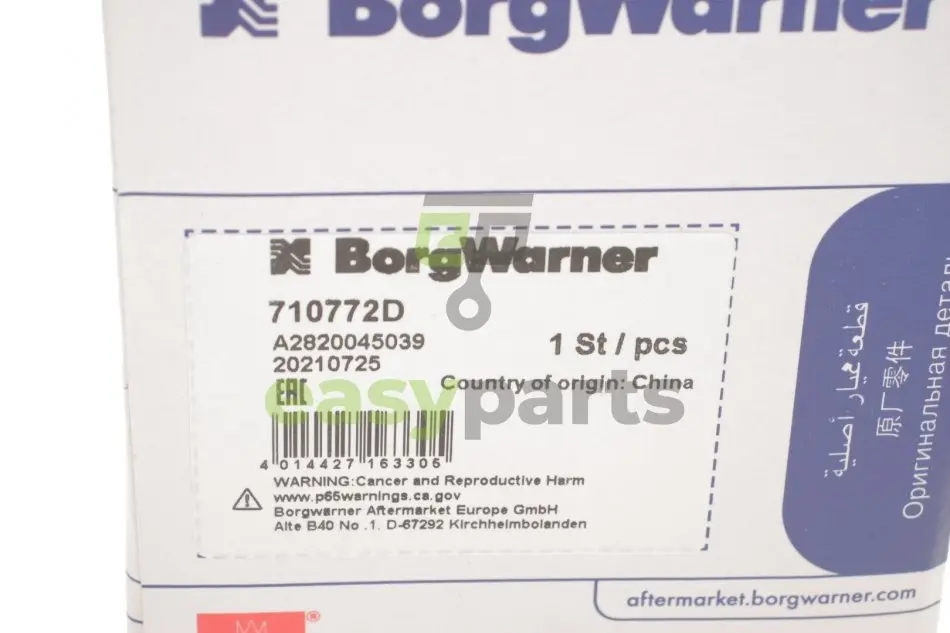 BorgWarner
BorgWarner
710772D
A2820045039
20210725
1 St / pcs
EAC
Country of origin: China
easyparts
4 014427 163305
WARNING:Cancer and Reproductive Harm
www.p65warnings.ca.gov
Borgwarner Aftermarket Europe GmbH
Alte B40 No .1. D-67292 Kirchheimbolanden
قطعة غيار أصلية
原厂零件
Оригинальная деталь
aftermarket.borgwarner.com
®